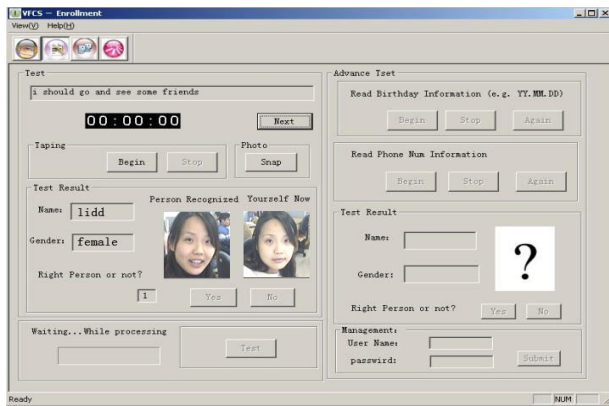 VFCS - Enrollment
View(V) Help(H)
Test
i should go and see some friends
00:00:00
Next
Taping
Begin
Stop
Photo
Snap
Test Result
Person Recognized
Yourself Now
Name:
lidd
Gender:
female
Right Person or not?
1
Yes
No
Waiting...While processing
Test
Advance Tset
Read Birthday Information (e.g. YY.MM.DD)
Begin
Stop
Again
Read Phone Num Information
Begin
Stop
Again
Test Result
Name:
Gender:
?
Right Person or not?
Yes
No
Management:
User Name:
passwird:
Submit
Ready
NUM